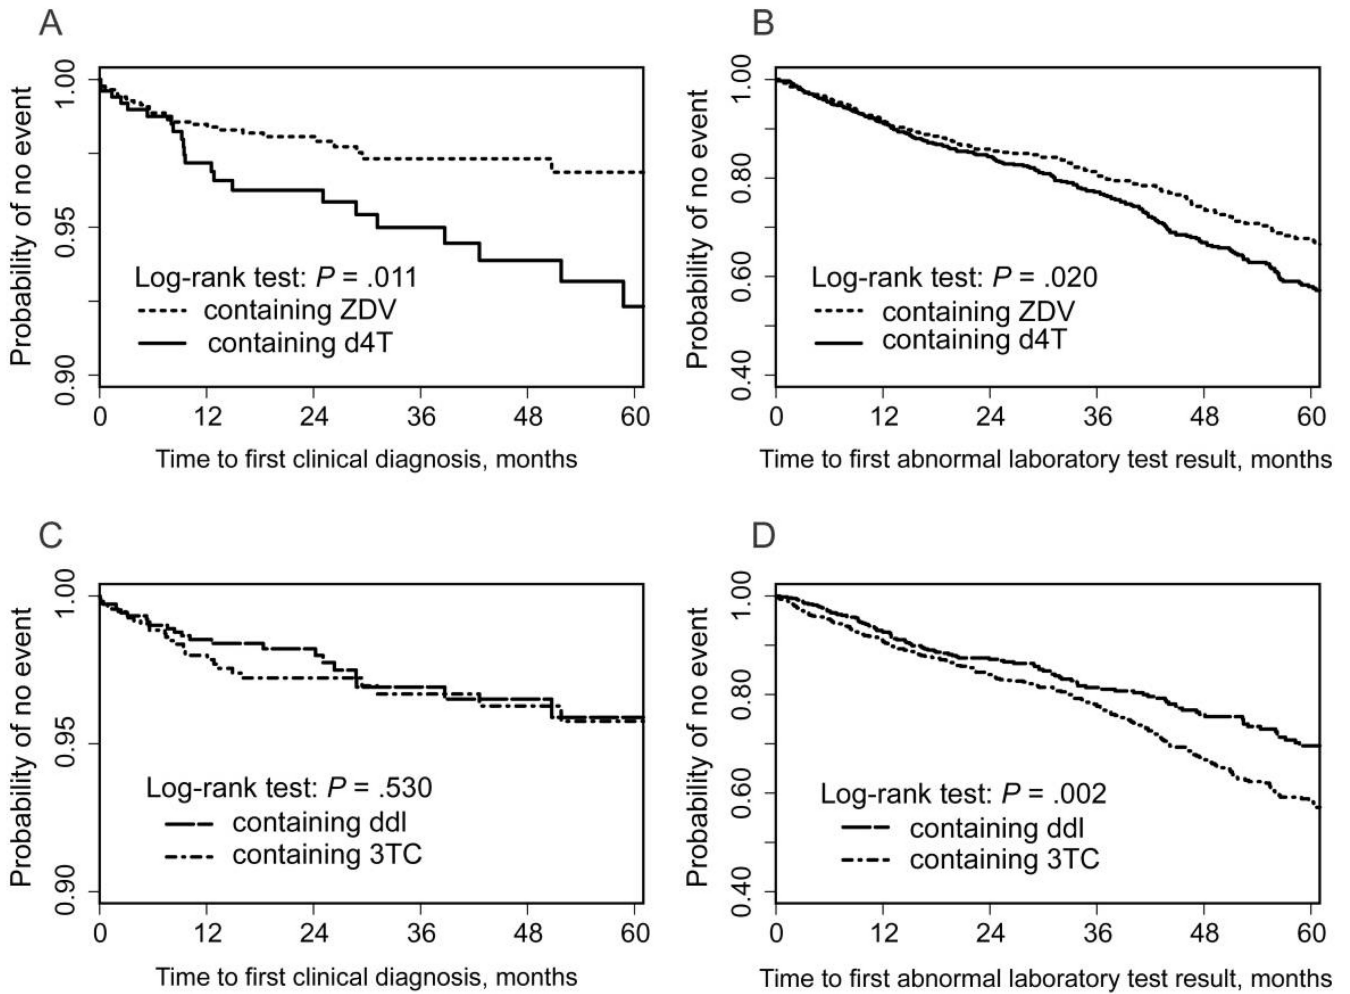 A
Probability of no event
1.00
0.95
0.90
Log-rank test: P = .011
containing ZDV
containing d4T
0 12 24 36 48 60
Time to first clinical diagnosis, months
B
Probability of no event
1.00
0.80
0.60
0.40
Log-rank test: P = .020
containing ZDV
containing d4T
0 12 24 36 48 60
Time to first abnormal laboratory test result, months
C
Probability of no event
1.00
0.95
0.90
Log-rank test: P = .530
containing ddI
containing 3TC
0 12 24 36 48 60
Time to first clinical diagnosis, months
D
Probability of no event
1.00
0.80
0.60
0.40
Log-rank test: P = .002
containing ddI
containing 3TC
0 12 24 36 48 60
Time to first abnormal laboratory test result, months